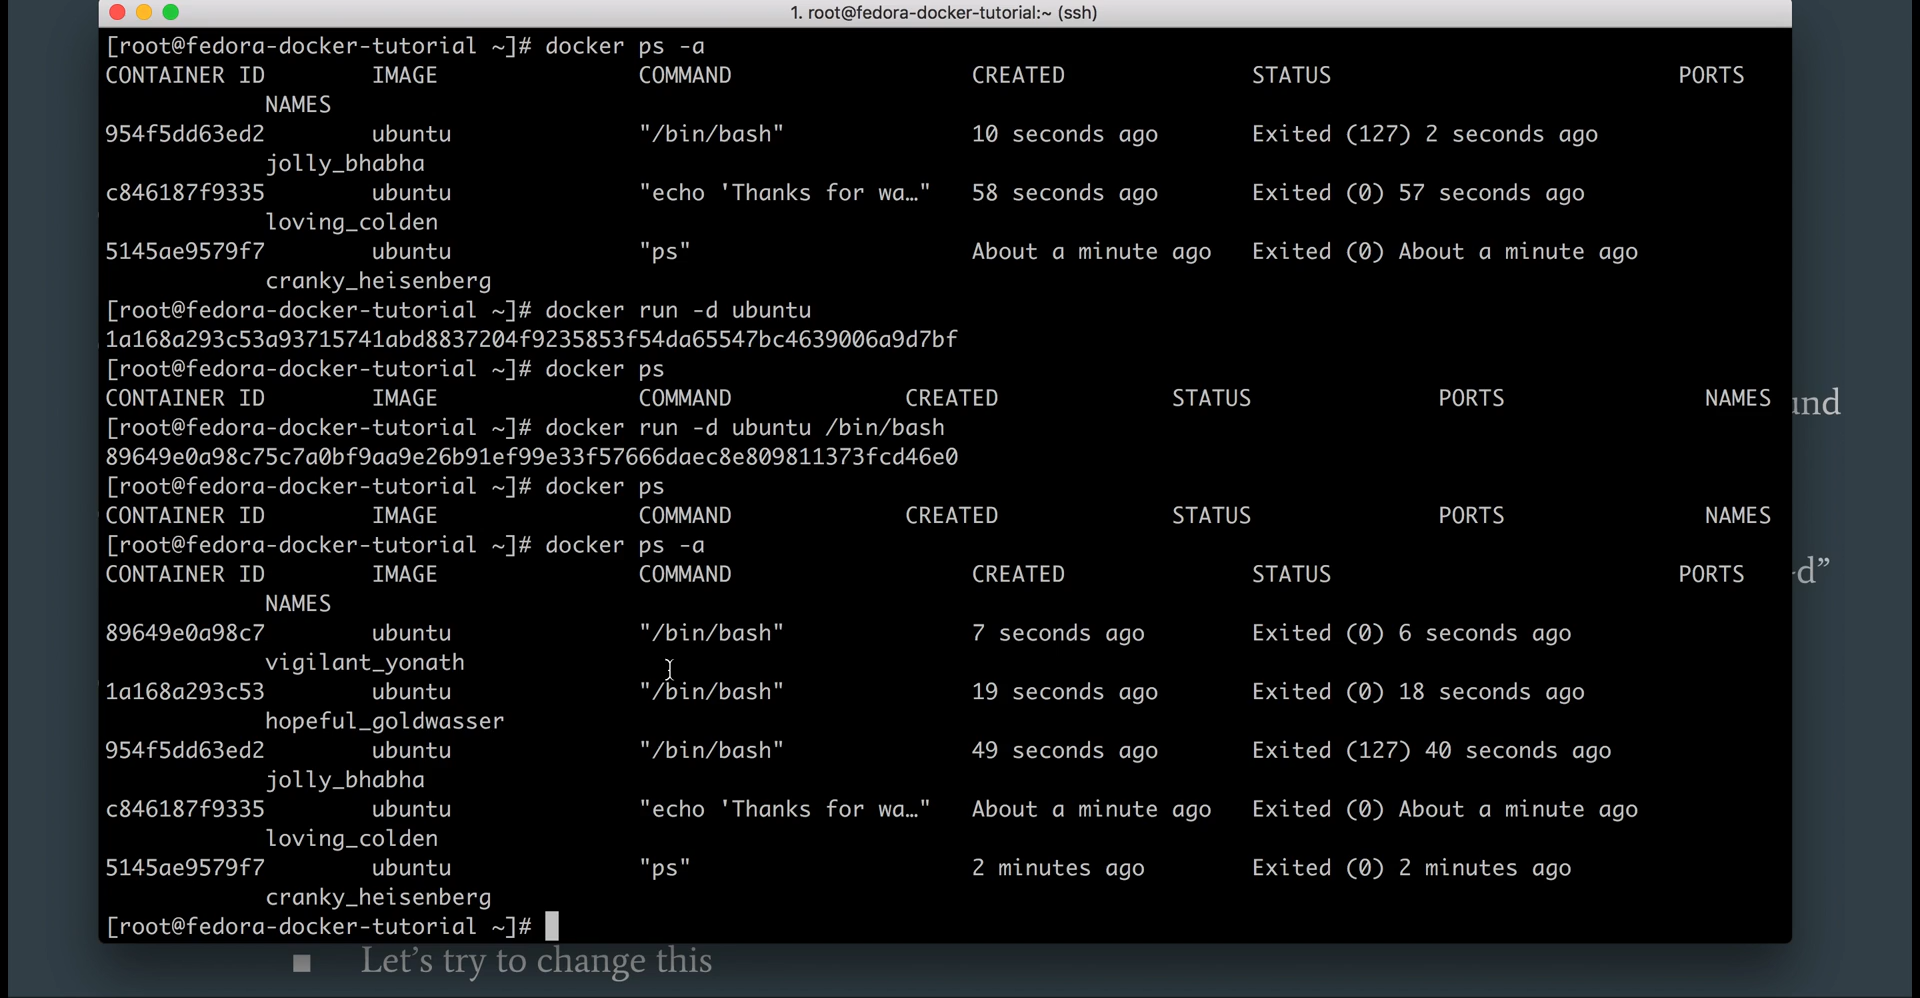 1. root@fedora-docker-tutorial:~ (ssh)
[root@fedora-docker-tutorial ~]# docker ps -a
CONTAINER ID IMAGE COMMAND CREATED STATUS PORTS
NAMES
954f5dd63ed2 ubuntu "/bin/bash" 10 seconds ago Exited (127) 2 seconds ago
jolly_bhabha
c846187f9335 ubuntu "echo 'Thanks for wa…" 58 seconds ago Exited (0) 57 seconds ago
loving_colden
5145ae9579f7 ubuntu "ps" About a minute ago Exited (0) About a minute ago
cranky_heisenberg
[root@fedora-docker-tutorial ~]# docker run -d ubuntu
1a168a293c53a93715741abd8837204f9235853f54da65547bc4639006a9d7bf
[root@fedora-docker-tutorial ~]# docker ps
CONTAINER ID IMAGE COMMAND CREATED STATUS PORTS NAMES
und
[root@fedora-docker-tutorial ~]# docker run -d ubuntu /bin/bash
89649e0a98c75c7a0bf9aa9e26b91ef99e33f57666daec8e809811373fcd46e0
[root@fedora-docker-tutorial ~]# docker ps
CONTAINER ID IMAGE COMMAND CREATED STATUS PORTS NAMES
[root@fedora-docker-tutorial ~]# docker ps -a
CONTAINER ID IMAGE COMMAND CREATED STATUS PORTS
-d”
NAMES
89649e0a98c7 ubuntu "/bin/bash" 7 seconds ago Exited (0) 6 seconds ago
vigilant_yonath
1a168a293c53 ubuntu "/bin/bash" 19 seconds ago Exited (0) 18 seconds ago
hopeful_goldwasser
954f5dd63ed2 ubuntu "/bin/bash" 49 seconds ago Exited (127) 40 seconds ago
jolly_bhabha
c846187f9335 ubuntu "echo 'Thanks for wa…" About a minute ago Exited (0) About a minute ago
loving_colden
5145ae9579f7 ubuntu "ps" 2 minutes ago Exited (0) 2 minutes ago
cranky_heisenberg
[root@fedora-docker-tutorial ~]#
■ Let’s try to change this